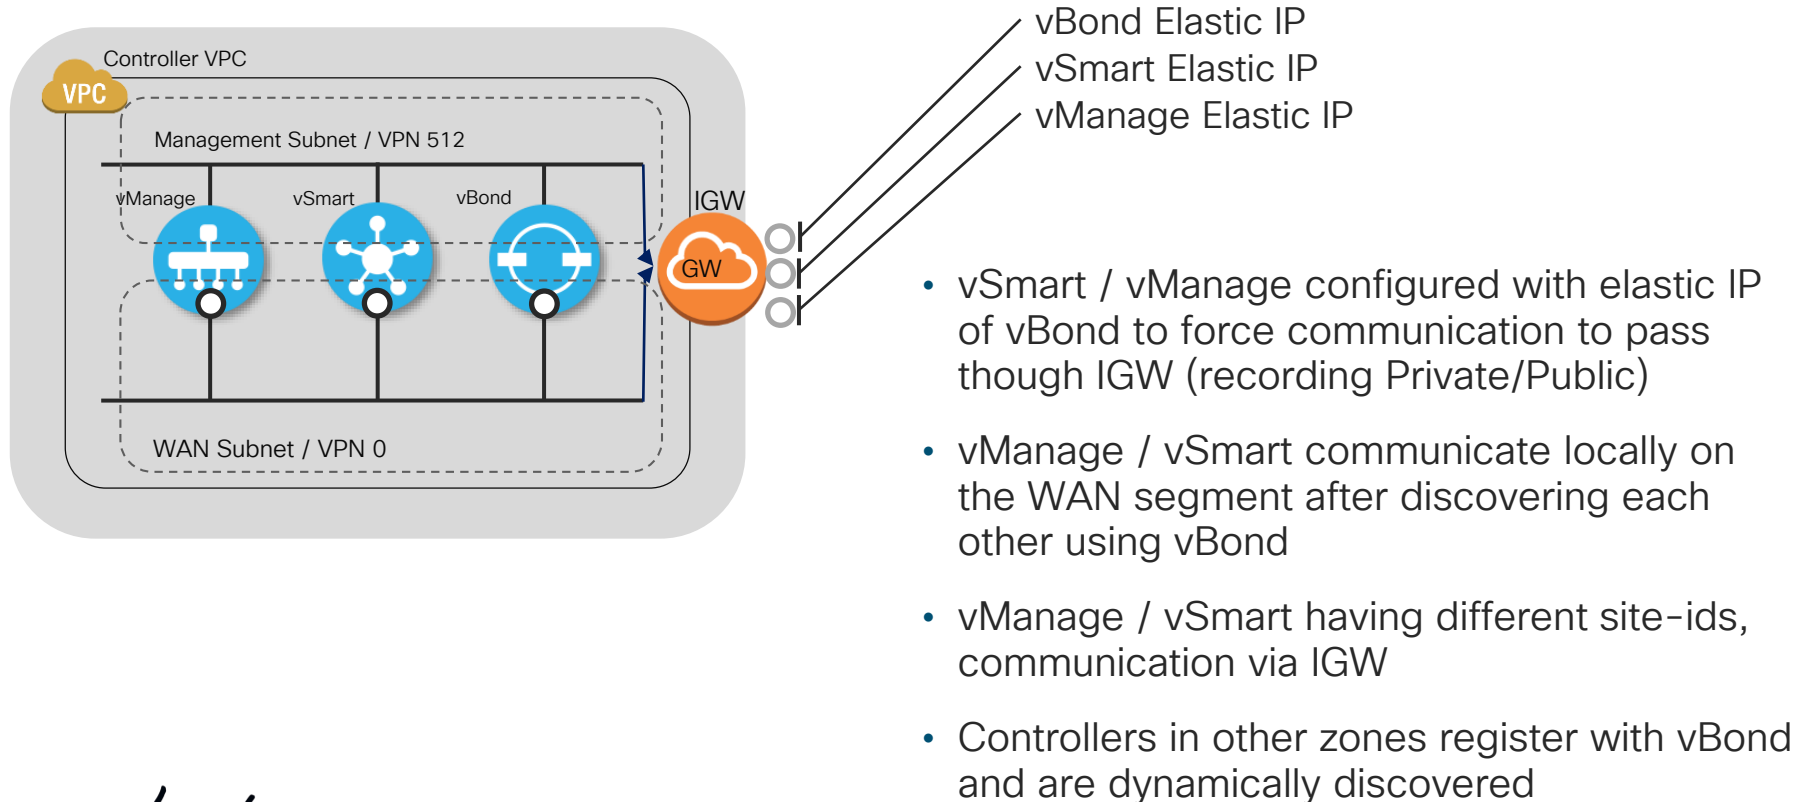 Controller VPC
VPC
Management Subnet / VPN 512
vManage
vSmart
vBond
IGW
GW
WAN Subnet / VPN 0
vBond Elastic IP
vSmart Elastic IP
vManage Elastic IP
• vSmart / vManage configured with elastic IP
of vBond to force communication to pass
though IGW (recording Private/Public)
• vManage / vSmart communicate locally on
the WAN segment after discovering each
other using vBond
• vManage / vSmart having different site-ids,
communication via IGW
• Controllers in other zones register with vBond
and are dynamically discovered